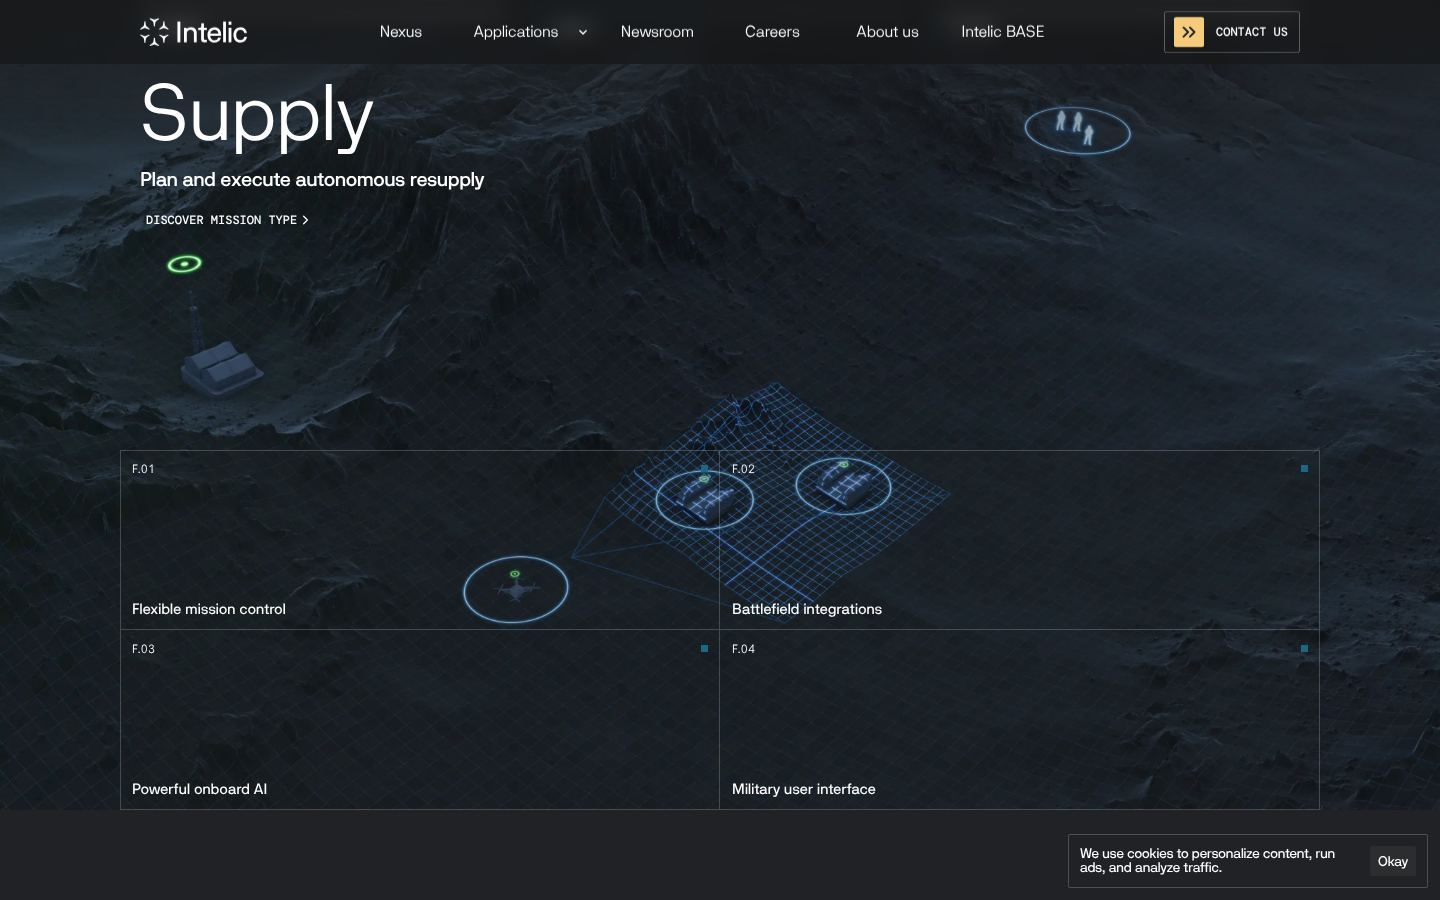 Intelic
Nexus
Applications
Newsroom
Careers
About us
Intelic BASE
CONTACT US
Supply
Plan and execute autonomous resupply
DISCOVER MISSION TYPE
F.01
Flexible mission control
F.02
Battlefield integrations
F.03
Powerful onboard AI
F.04
Military user interface
We use cookies to personalize content, run
ads, and analyze traffic.
Okay